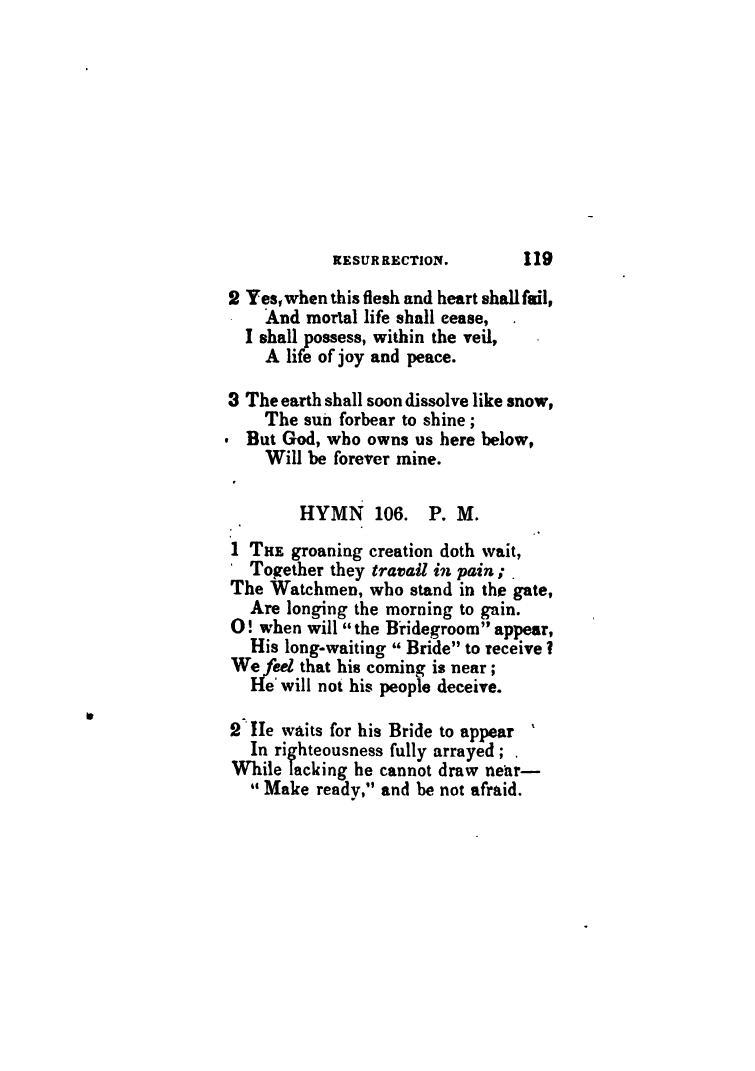 RESURRECTION. 119
2 Yes, when this flesh and heart shall fail,
And mortal life shall cease,
I shall possess, within the veil,
A life of joy and peace.
3 The earth shall soon dissolve like snow,
The sun forbear to shine;
But God, who owns us here below,
Will be forever mine.
HYMN 106. P. M.
1 THE groaning creation doth wait,
Together they travail in pain;
The Watchmen, who stand in the gate,
Are longing the morning to gain.
O! when will "the Bridegroom" appear,
His long-waiting "Bride" to receive?
We feel that his coming is near;
He will not his people deceive.
2 He waits for his Bride to appear
In righteousness fully arrayed;
While lacking he cannot draw near—
"Make ready," and be not afraid.